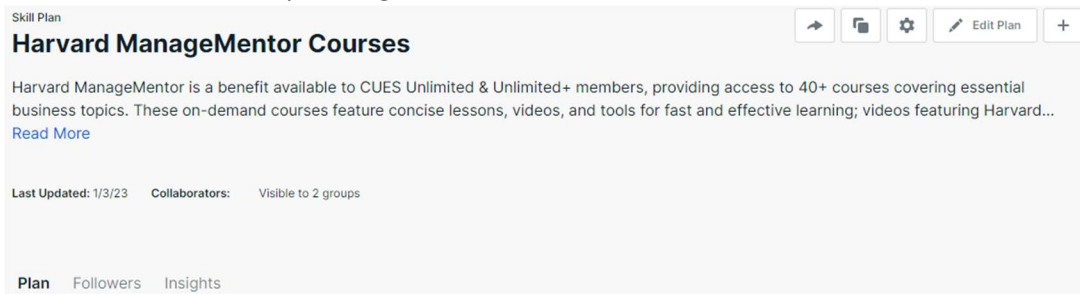 Skill Plan
Edit Plan
Harvard ManageMentor Courses
Harvard ManageMentor is a benefit available to CUES Unlimited & Unlimited+ members, providing access to 40+ courses covering essential
business topics. These on-demand courses feature concise lessons, videos, and tools for fast and effective learning; videos featuring Harvard...
Read More
Last Updated: 1/3/23 Collaborators: Visible to 2 groups
Plan Followers Insights